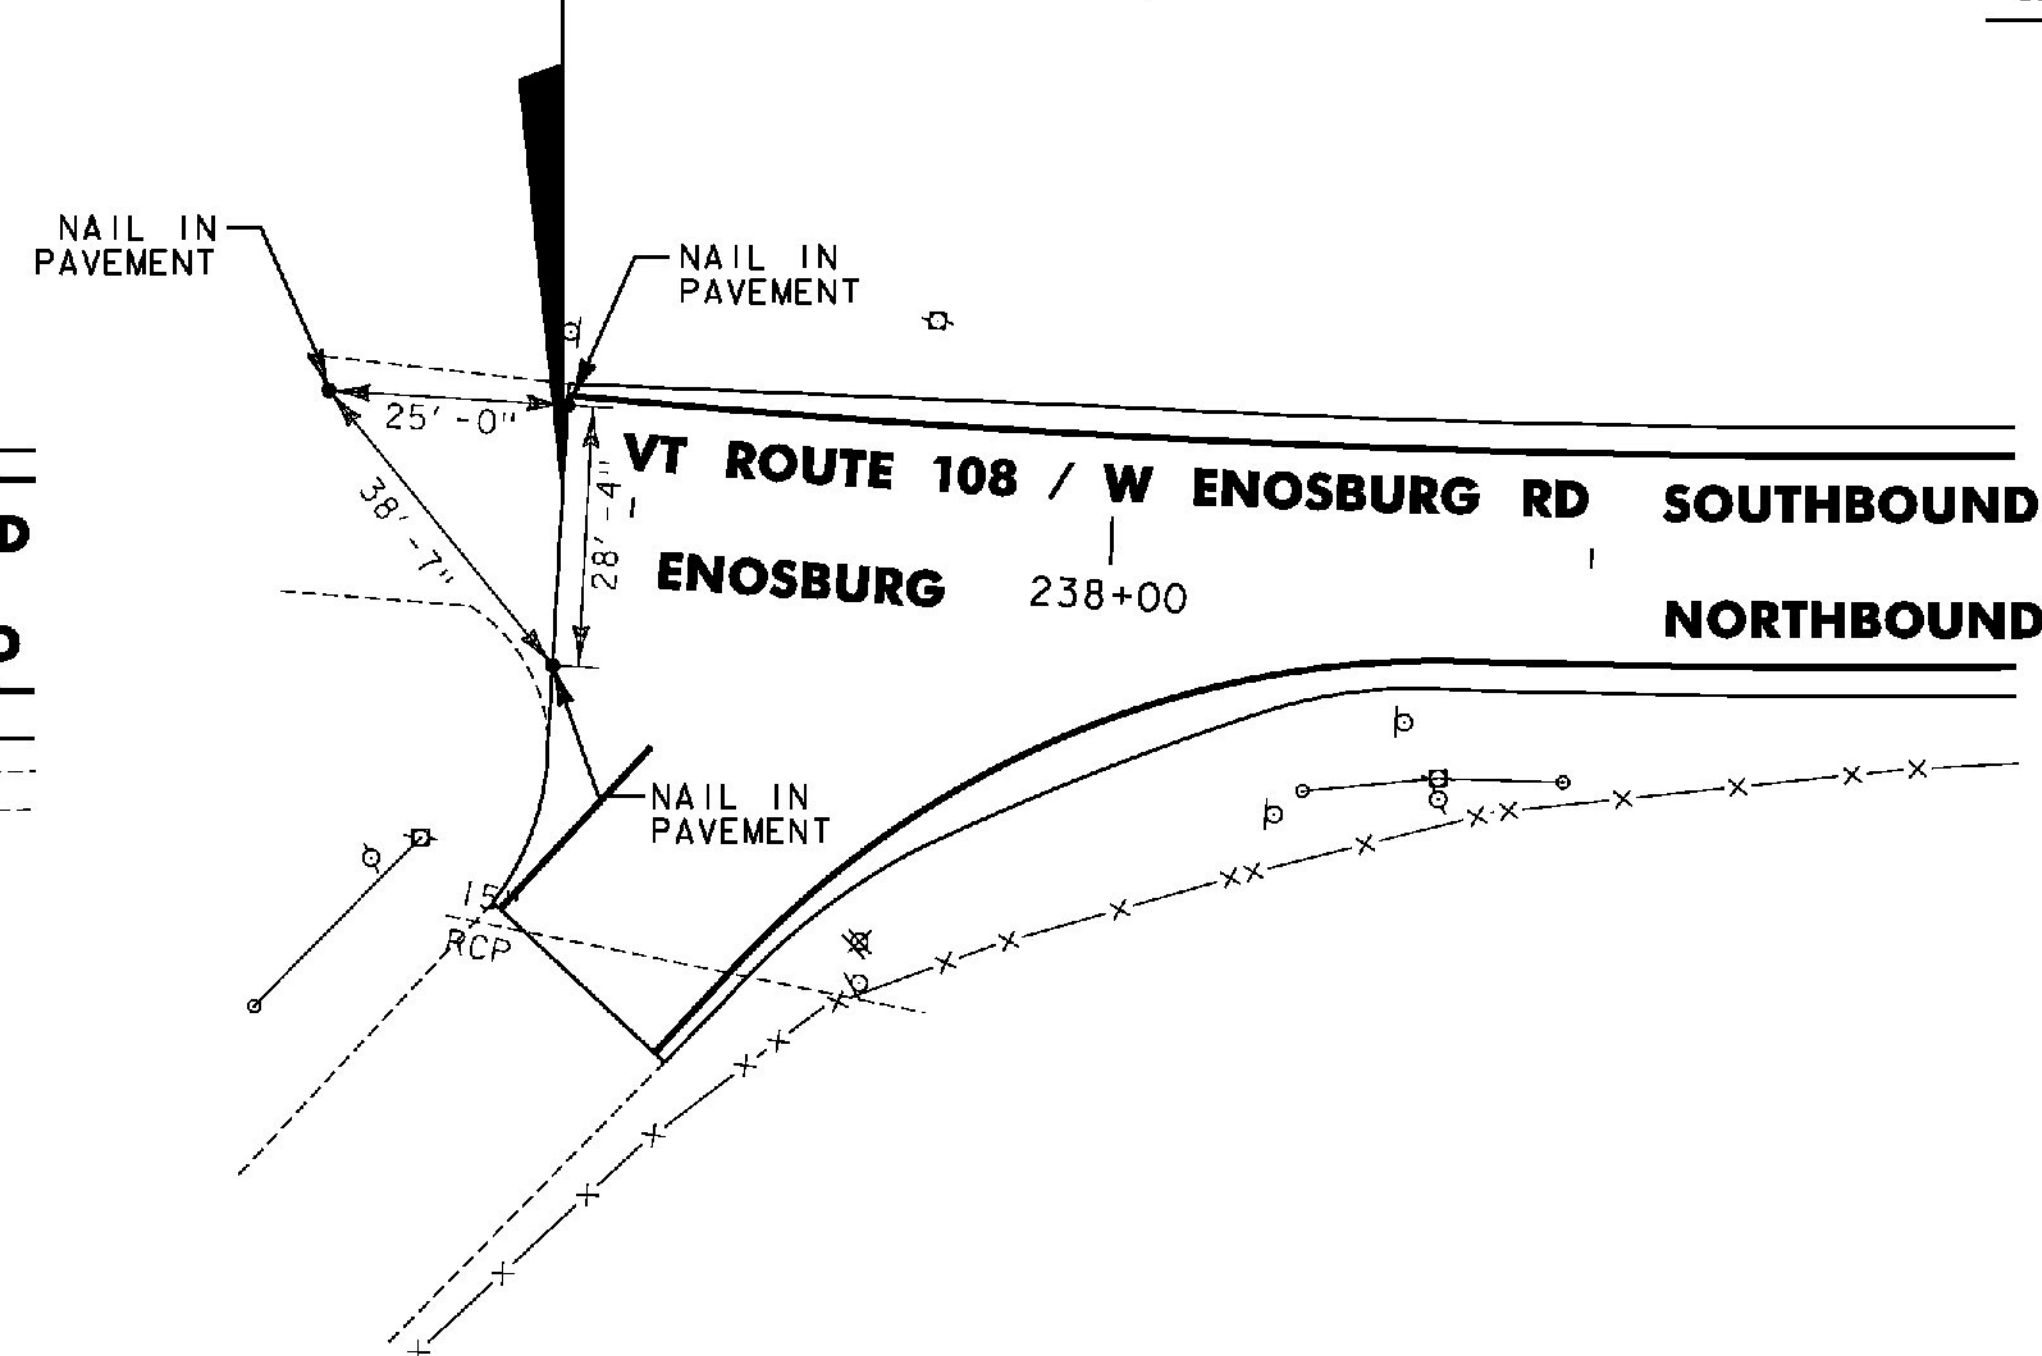 NAIL IN
PAVEMENT
NAIL IN
PAVEMENT
25'-0"
38'-7"
28'-4"
VT ROUTE 108 / W ENOSBURG RD SOUTHBOUND
ENOSBURG
238+00
NORTHBOUND
D
NAIL IN
PAVEMENT
15"
RCP